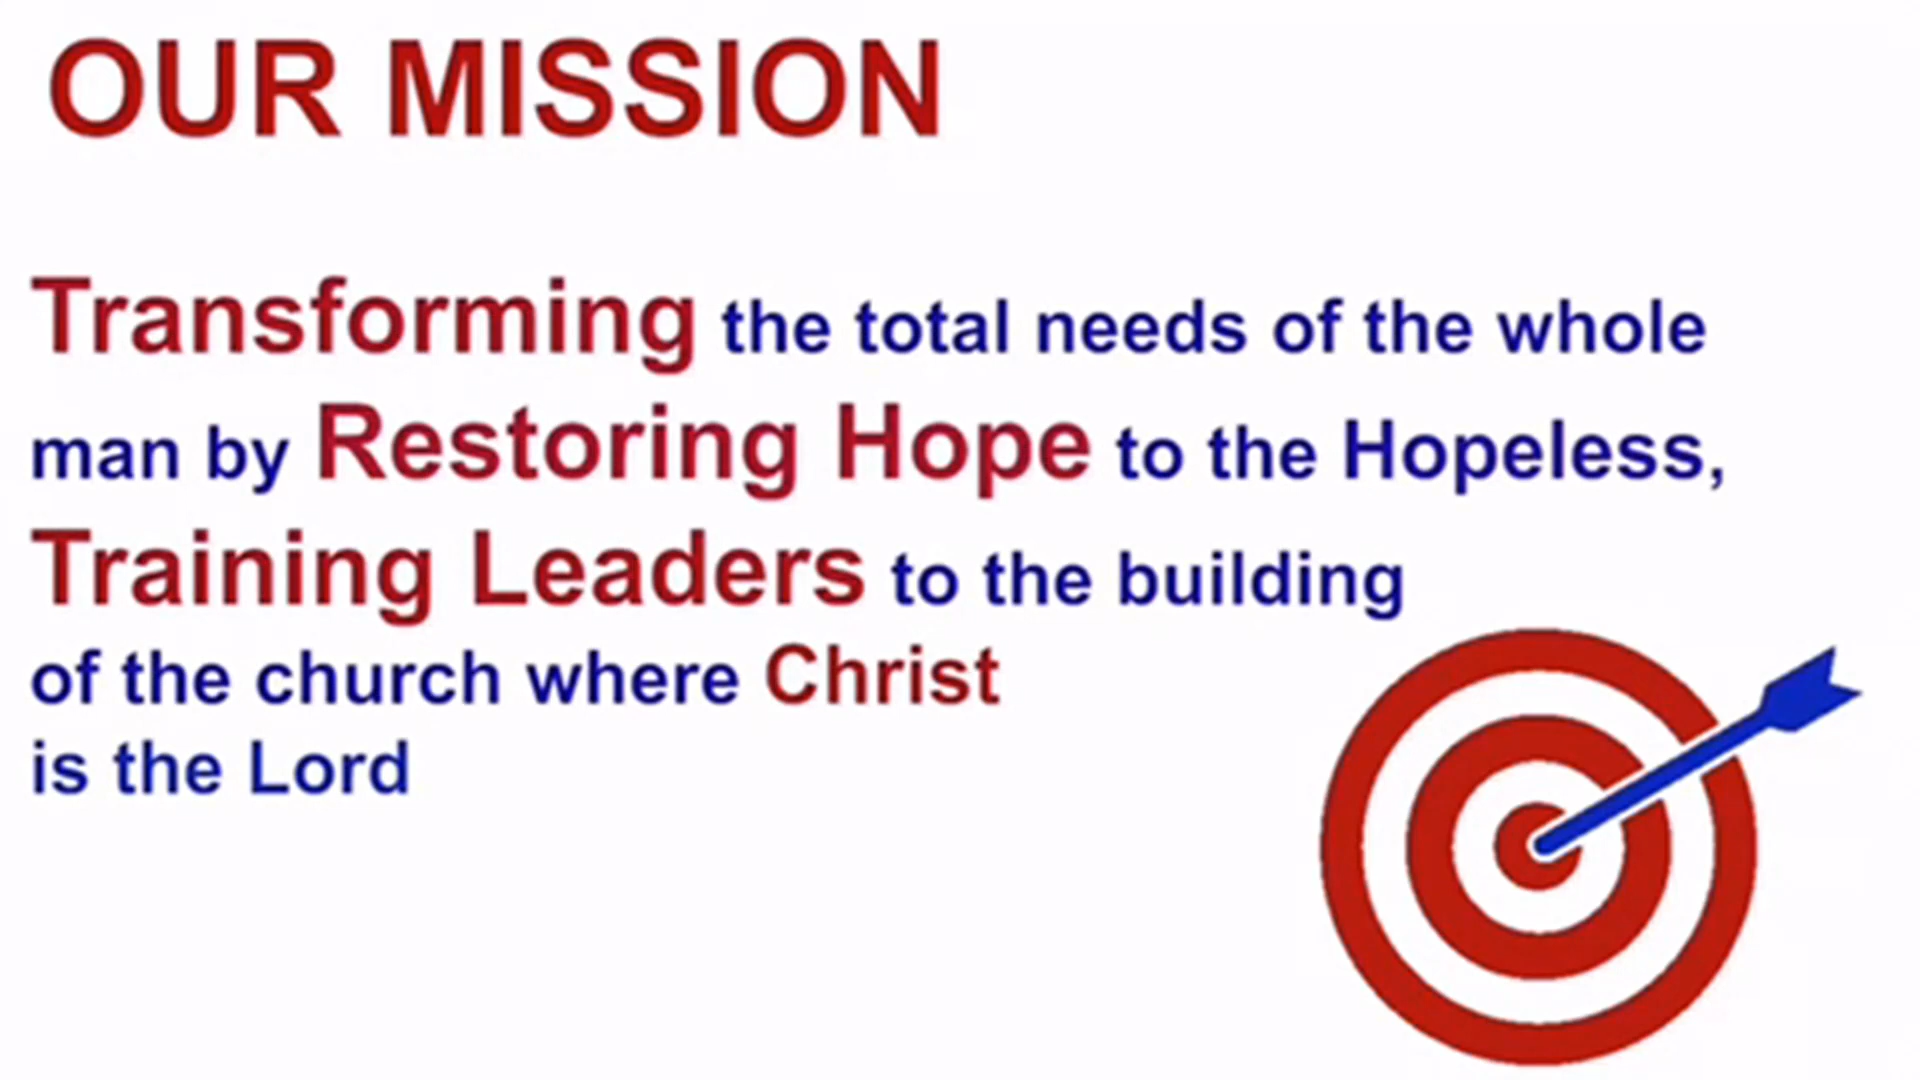 OUR MISSION
Transforming the total needs of the whole
man by Restoring Hope to the Hopeless,
Training Leaders to the building
of the church where Christ
is the Lord